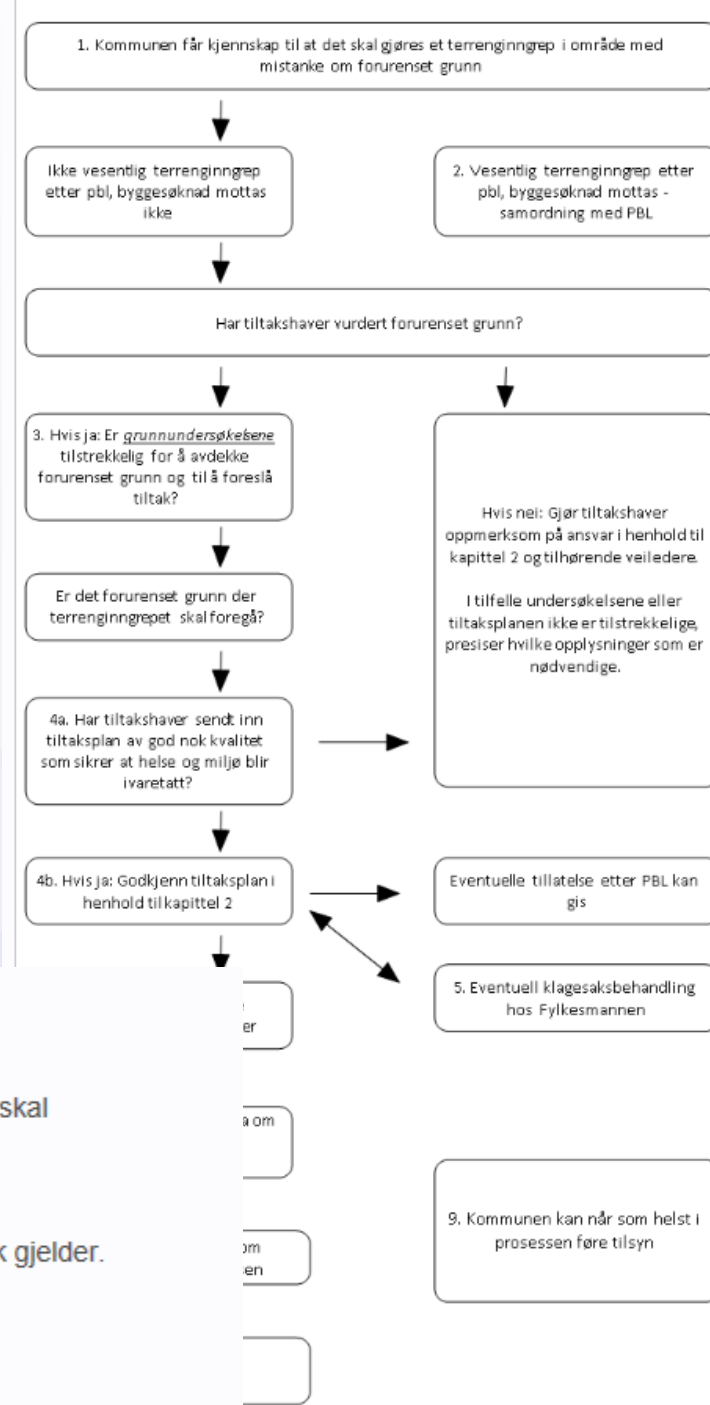 1. Kommunen får kjennskap til at det skal gjøres et terrenginngrep i område med
mistanke om forurenset grunn
Ikke vesentlig terrenginngrep
etter pbl, byggesøknad mottas
ikke
2. Vesentlig terrenginngrep etter
pbl, byggesøknad mottas -
samordning med PBL
Har tiltakshaver vurdert forurenset grunn?
3. Hvis ja: Er grunnundersøkelsene
tilstrekkelig for å avdekke
forurenset grunn og til å foreslå
tiltak?
Hvis nei: Gjør tiltakshaver
oppmerksom på ansvar i henhold til
kapittel 2 og tilhørende veiledere.
I tilfelle undersøkelsene eller
tiltaksplanen ikke er tilstrekkelige,
presiser hvilke opplysninger som er
nødvendige.
Er det forurenset grunn der
terrenginngrepet skal foregå?
4a. Har tiltakshaver sendt inn
tiltaksplan av god nok kvalitet
som sikrer at helse og miljø blir
ivaretatt?
4b. Hvis ja: Godkjenn tiltaksplan i
henhold til kapittel 2
Eventuelle tillatelse etter PBL kan
gis
5. Eventuell klagesaksbehandling
hos Fylkesmannen
er
skal
om
9. Kommunen kan når som helst i
prosessen føre tilsyn
gjelder.
om
en